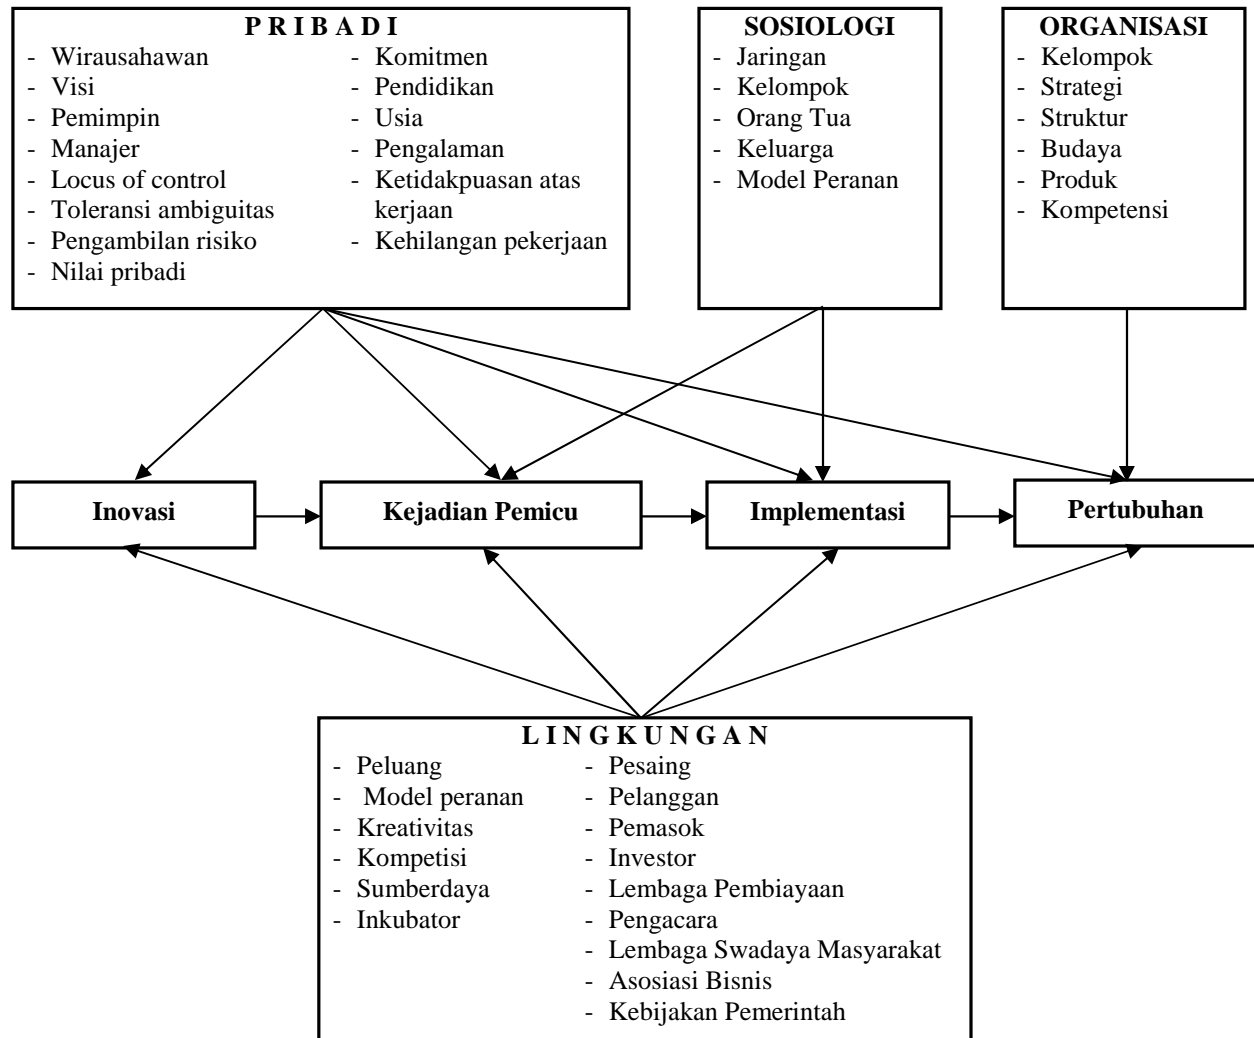 P R I B A D I
- Wirausahawan
- Visi
- Pemimpin
- Manajer
- Locus of control
- Toleransi ambiguitas
- Pengambilan risiko
- Nilai pribadi
- Komitmen
- Pendidikan
- Usia
- Pengalaman
- Ketidakpuasan atas
kerjaan
- Kehilangan pekerjaan
SOSIOLOGI
- Jaringan
- Kelompok
- Orang Tua
- Keluarga
- Model Peranan
ORGANISASI
- Kelompok
- Strategi
- Struktur
- Budaya
- Produk
- Kompetensi
Inovasi
Kejadian Pemicu
Implementasi
Pertubuhan
L I N G K U N G A N
- Peluang
- Model peranan
- Kreativitas
- Kompetisi
- Sumberdaya
- Inkubator
- Pesaing
- Pelanggan
- Pemasok
- Investor
- Lembaga Pembiayaan
- Pengacara
- Lembaga Swadaya Masyarakat
- Asosiasi Bisnis
- Kebijakan Pemerintah